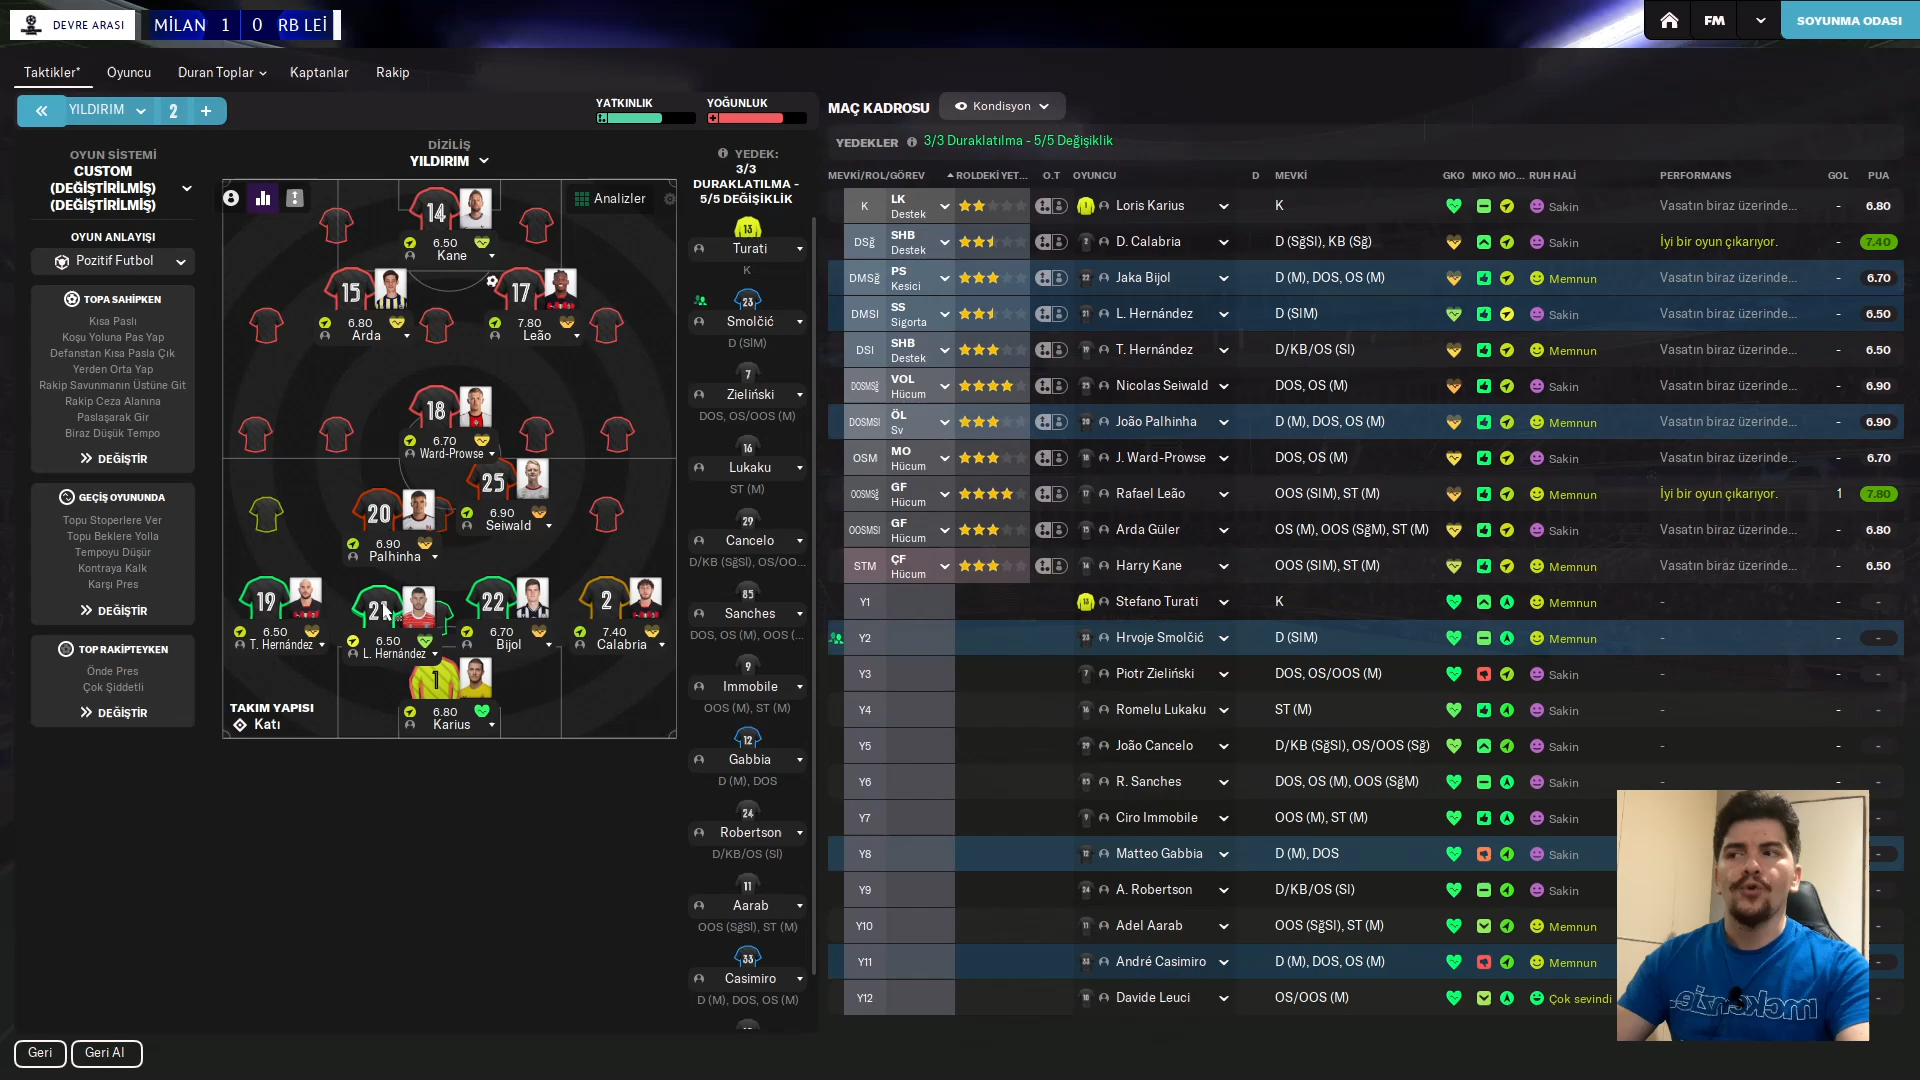 DEVRE ARASI
MİLAN 1 0 RB LEİ
FM
SOYUNMA ODASI
Taktikler* Oyuncu Duran Toplar Kaptanlar Rakip
YILDIRIM 2 +
YATKINLIK
YOĞUNLUK
OYUN SİSTEMİ
CUSTOM
(DEĞİŞTİRİLMİŞ)
(DEĞİŞTİRİLMİŞ)
OYUN ANLAYIŞI
Pozitif Futbol
TOPA SAHİPKEN
Kısa Paslı
Koşu Yoluna Pas Yap
Defanstan Kısa Pasla Çık
Yerden Orta Yap
Rakip Savunmanın Üstüne Git
Rakip Ceza Alanına
Paslaşarak Gir
Biraz Düşük Tempo
DEĞİŞTİR
GEÇİŞ OYUNUNDA
Topu Stoperlere Ver
Topu Beklere Yolla
Tempoyu Düşür
Kontraya Kalk
Karşı Pres
DEĞİŞTİR
TOP RAKİPTEYKEN
Önde Pres
Çok Şiddetli
DEĞİŞTİR
DİZİLİŞ
YILDIRIM
Analizler
14
6.50
Kane
15
6.80
Arda
17
7.80
Leão
18
6.70
Ward-Prowse
25
6.90
Seiwald
20
6.90
Palhinha
19
6.50
T. Hernández
21
6.50
L. Hernández
22
6.70
Bijol
2
7.40
Calabria
1
6.80
Karius
TAKIM YAPISI
Katı
YEDEK:
3/3
DURAKLATILMA -
5/5 DEĞİŞİKLİK
13
Turati
K
23
Smolčić
D (SİM)
7
Zieliński
DOS, OS/OOS (M)
16
Lukaku
ST (M)
29
Cancelo
D/KB (SğSl), OS/OO...
85
Sanches
DOS, OS (M), OOS (...
9
Immobile
OOS (M), ST (M)
12
Gabbia
D (M), DOS
24
Robertson
D/KB/OS (Sl)
11
Aarab
OOS (SğSl), ST (M)
33
Casimiro
D (M), DOS, OS (M)
MAÇ KADROSU Kondisyon
YEDEKLER 3/3 Duraklatılma - 5/5 Değişiklik
MEVKİ/ROL/GÖREV ROLDEKİ YET... O.T OYUNCU D MEVKİ GKO MKO MO... RUH HALİ PERFORMANS GOL PUA
K LK Destek Loris Karius K Sakin Vasatın biraz üzerinde... - 6.80
DSğ SHB Destek D. Calabria D (SğSl), KB (Sğ) Sakin İyi bir oyun çıkarıyor. - 7.40
DMSğ PS Kesici Jaka Bijol D (M), DOS, OS (M) Memnun Vasatın biraz üzerinde... - 6.70
DMSl SS Sigorta L. Hernández D (SlM) Sakin Vasatın biraz üzerinde... - 6.50
DSl SHB Destek T. Hernández D/KB/OS (Sl) Memnun Vasatın biraz üzerinde... - 6.50
DOSMSğ VOL Hücum Nicolas Seiwald DOS, OS (M) Sakin Vasatın biraz üzerinde... - 6.90
DOSMSl ÖL Sv João Palhinha D (M), DOS, OS (M) Memnun Vasatın biraz üzerinde... - 6.90
OSM MO Hücum J. Ward-Prowse DOS, OS (M) Sakin Vasatın biraz üzerinde... - 6.70
OOSMSğ GF Hücum Rafael Leão OOS (SlM), ST (M) Memnun İyi bir oyun çıkarıyor. 1 7.80
OOSMSl GF Hücum Arda Güler OS (M), OOS (SğM), ST (M) Sakin Vasatın biraz üzerinde... - 6.80
STM ÇF Hücum Harry Kane OOS (SlM), ST (M) Memnun Vasatın biraz üzerinde... - 6.50
Y1 Stefano Turati K Memnun - - -
Y2 Hrvoje Smolčić D (SlM) Memnun - - -
Y3 Piotr Zieliński DOS, OS/OOS (M) Sakin - - -
Y4 Romelu Lukaku ST (M) Sakin - - -
Y5 João Cancelo D/KB (SğSl), OS/OOS (Sğ) Sakin - - -
Y6 R. Sanches DOS, OS (M), OOS (SğM) Sakin - - -
Y7 Ciro Immobile OOS (M), ST (M) Sakin
Y8 Matteo Gabbia D (M), DOS Sakin -
Y9 A. Robertson D/KB/OS (Sl) Sakin -
Y10 Adel Aarab OOS (SğSl), ST (M) Memnun -
Y11 André Casimiro D (M), DOS, OS (M) Memnun -
Y12 Davide Leuci OS/OOS (M) Çok sevindi -
mckenzie
Geri Geri Al